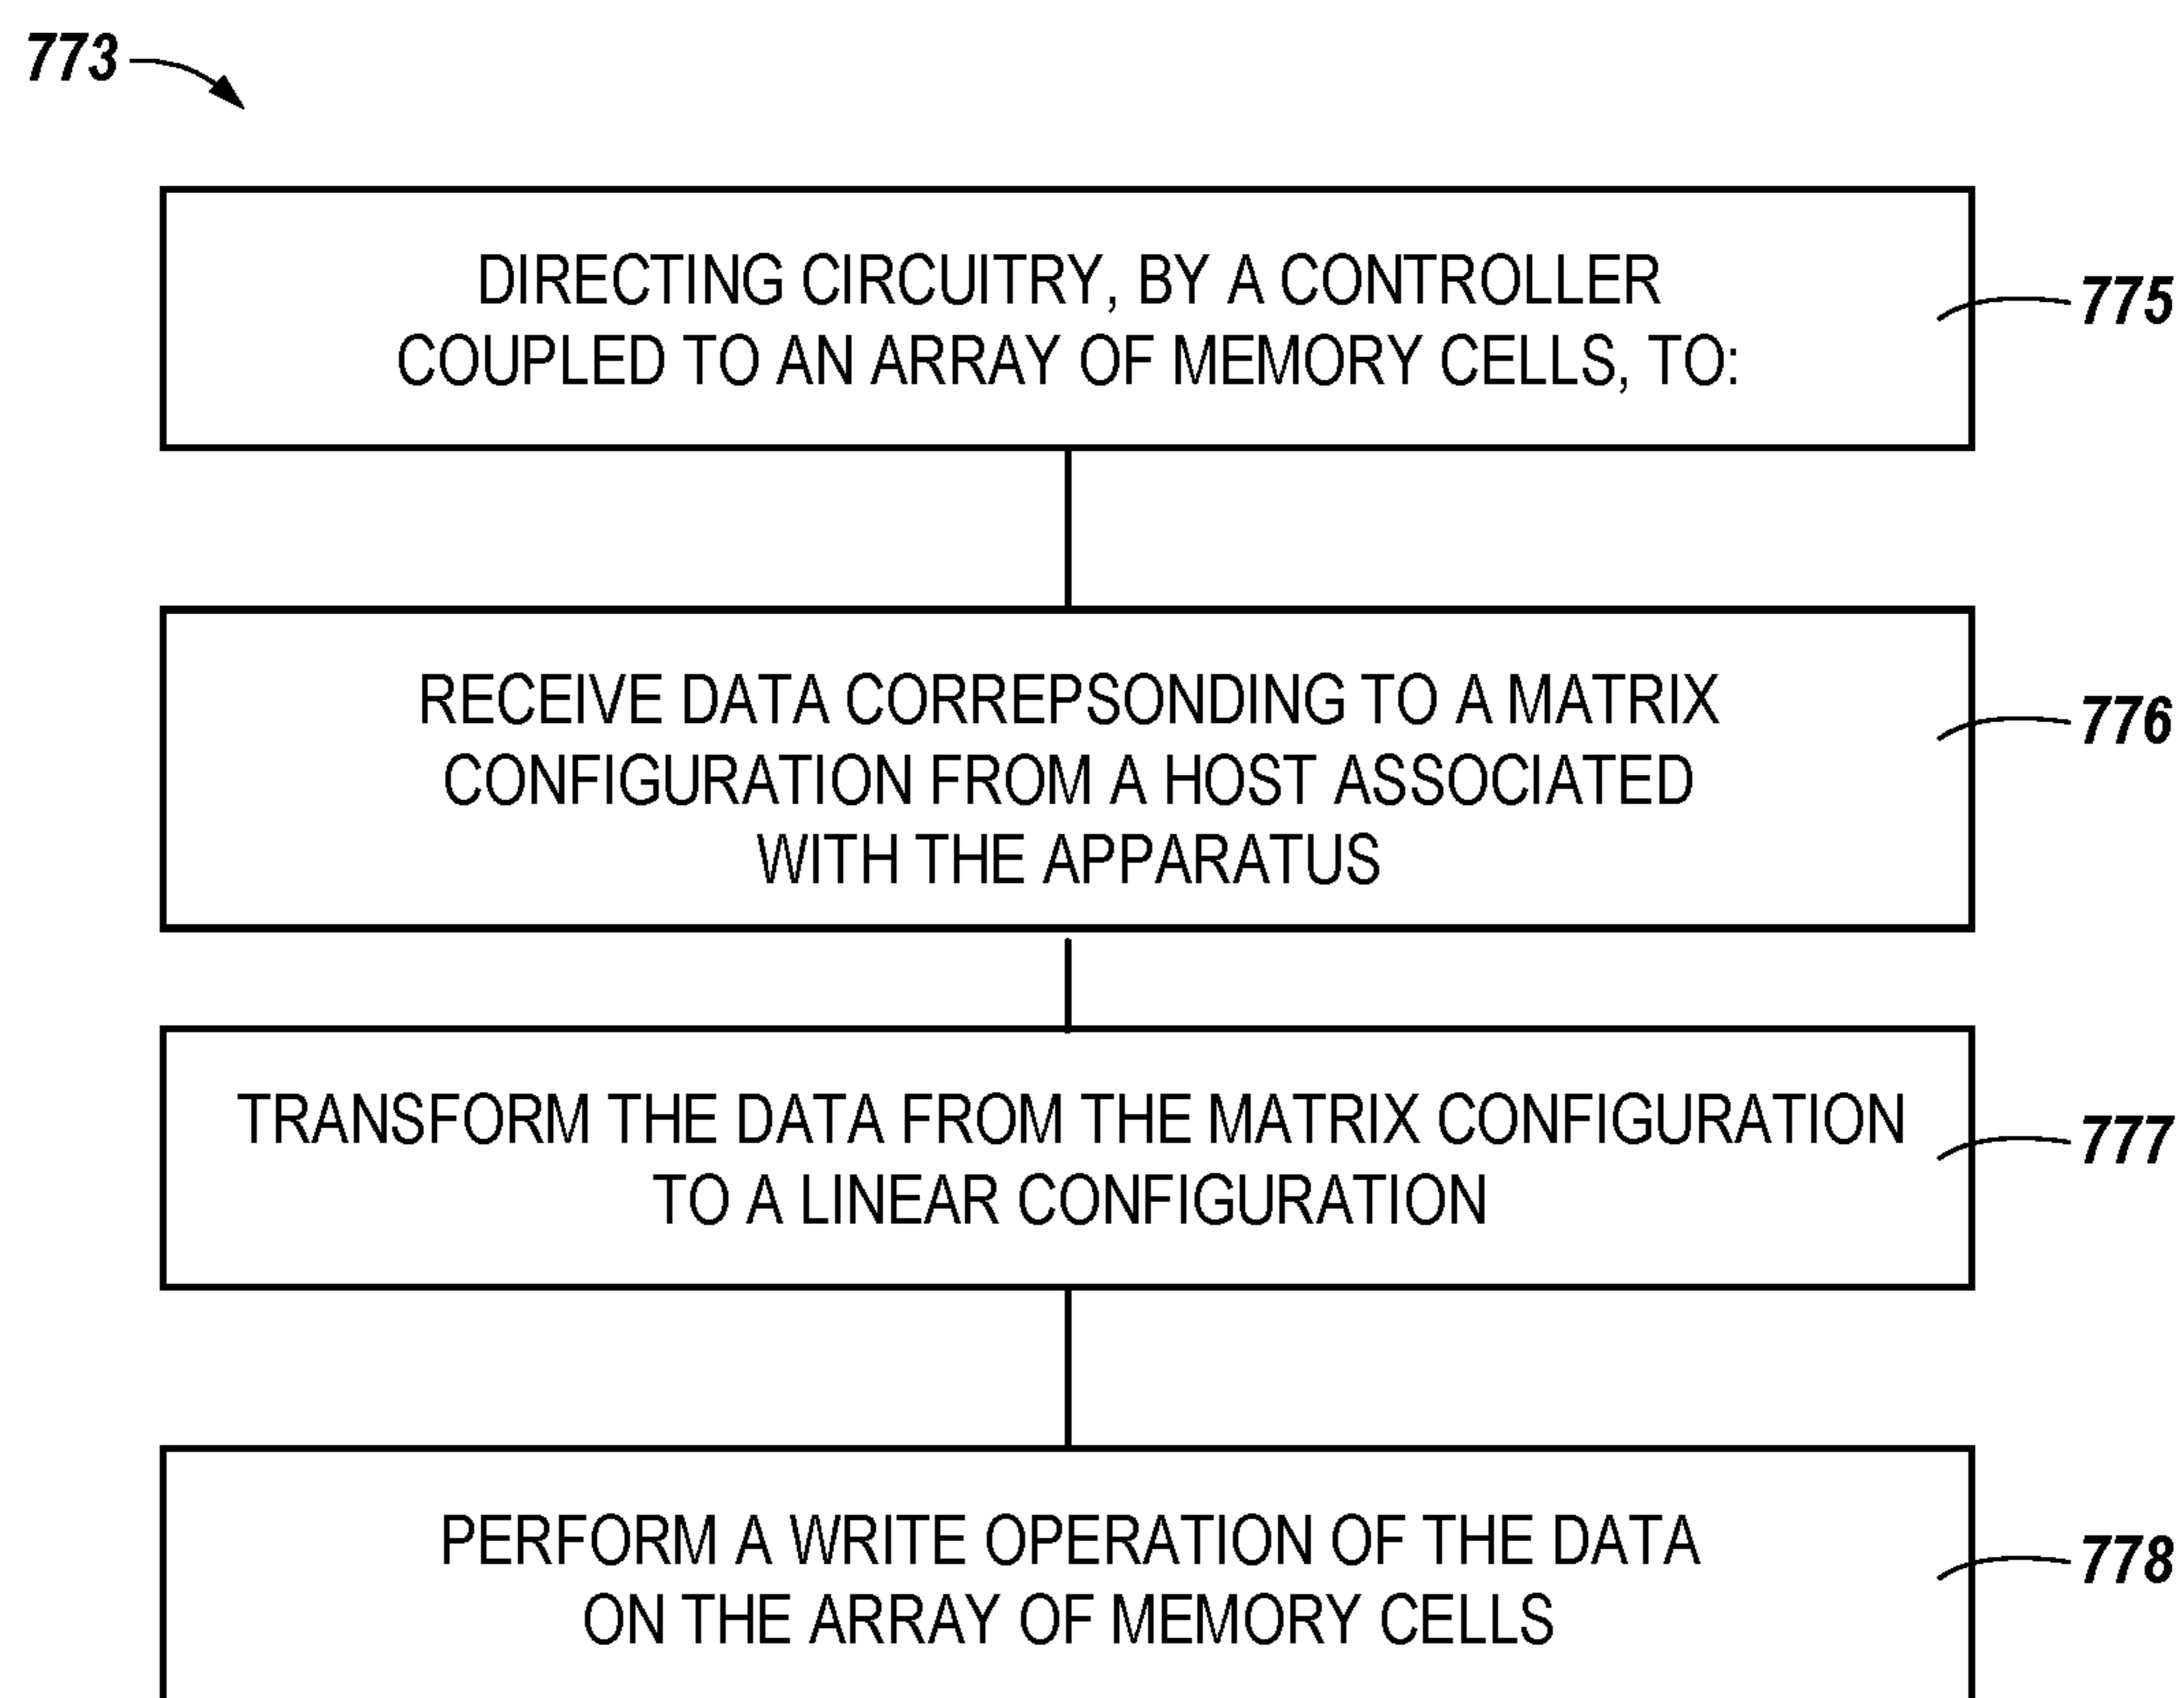 773
DIRECTING CIRCUITRY, BY A CONTROLLER
COUPLED TO AN ARRAY OF MEMORY CELLS, TO:
775
RECEIVE DATA CORREPSONDING TO A MATRIX
CONFIGURATION FROM A HOST ASSOCIATED
WITH THE APPARATUS
776
TRANSFORM THE DATA FROM THE MATRIX CONFIGURATION
TO A LINEAR CONFIGURATION
777
PERFORM A WRITE OPERATION OF THE DATA
ON THE ARRAY OF MEMORY CELLS
778